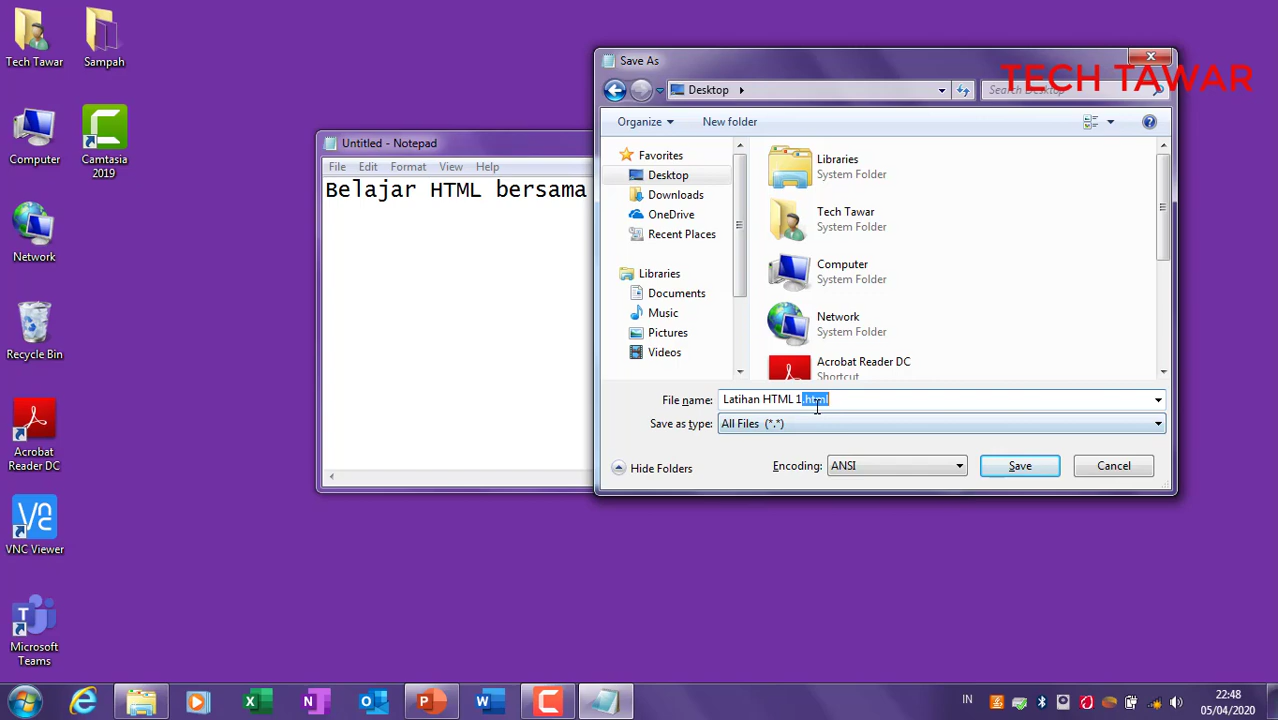 Tech Tawar
Sampah
Computer
Camtasia
2019
Network
Recycle Bin
Acrobat
Reader DC
VNC Viewer
Microsoft
Teams
Untitled - Notepad
File Edit Format View Help
Belajar HTML bersama
Save As
TECH TAWAR
Desktop
Search Desktop
Organize
New folder
Favorites
Desktop
Downloads
OneDrive
Recent Places
Libraries
Documents
Music
Pictures
Videos
Libraries
System Folder
Tech Tawar
System Folder
Computer
System Folder
Network
System Folder
Acrobat Reader DC
Shortcut
File name: Latihan HTML 1.html
Save as type: All Files (*.*)
Hide Folders
Encoding: ANSI
Save
Cancel
IN
22:48
05/04/2020